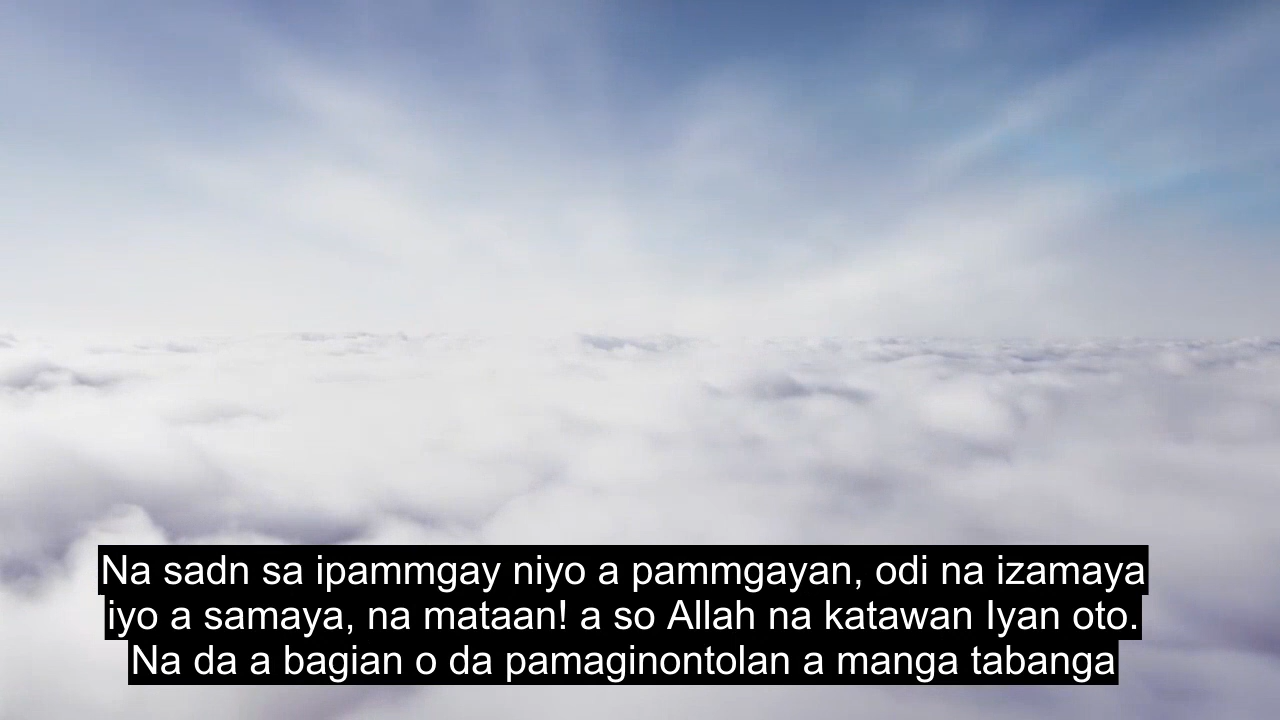 Na sadn sa ipammgay niyo a pammgayan, odi na izamaya
iyo a samaya, na mataan! a so Allah na katawan Iyan oto.
Na da a bagian o da pamaginontolan a manga tabanga